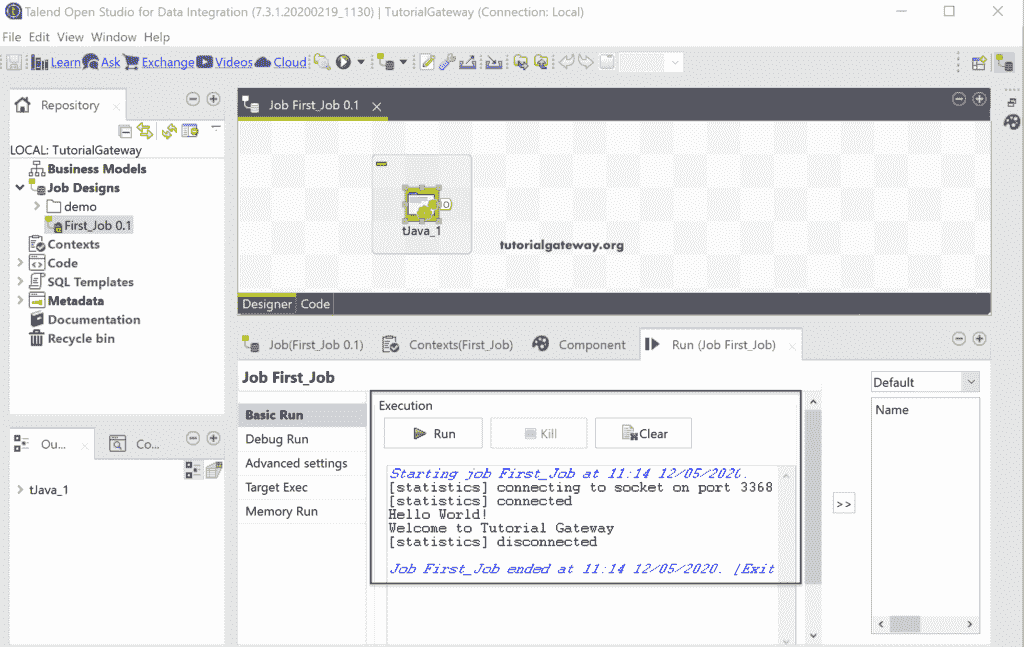 Talend Open Studio for Data Integration (7.3.1.20200219_1130) | TutorialGateway (Connection: Local)
File Edit View Window Help
Learn Ask Exchange Videos Cloud
Repository
LOCAL: TutorialGateway
Business Models
Job Designs
demo
First_Job 0.1
Contexts
Code
SQL Templates
Metadata
Documentation
Recycle bin
Ou...
Co...
tJava_1
Job First_Job 0.1
tJava_1
tutorialgateway.org
Designer Code
Job(First_Job 0.1) Contexts(First_Job) Component Run (Job First_Job)
Job First_Job
Basic Run
Debug Run
Advanced settings
Target Exec
Memory Run
Execution
Run Kill Clear
Starting job First_Job at 11:14 12/05/2020.
[statistics] connecting to socket on port 3368
[statistics] connected
Hello World!
Welcome to Tutorial Gateway
[statistics] disconnected
Job First_Job ended at 11:14 12/05/2020. [Exit
>>
Default
Name